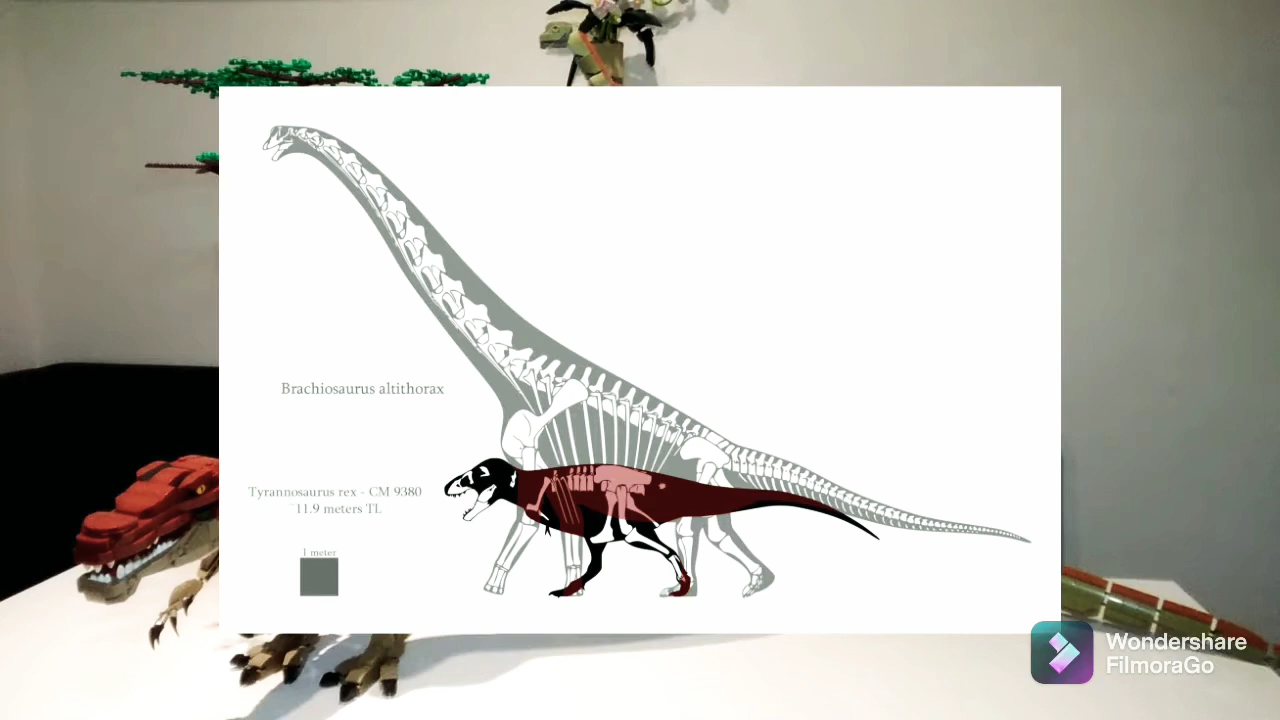 Brachiosaurus altithorax
Tyrannosaurus rex - CM 9380
~11.9 meters TL
1 meter
Wondershare
FilmoraGo